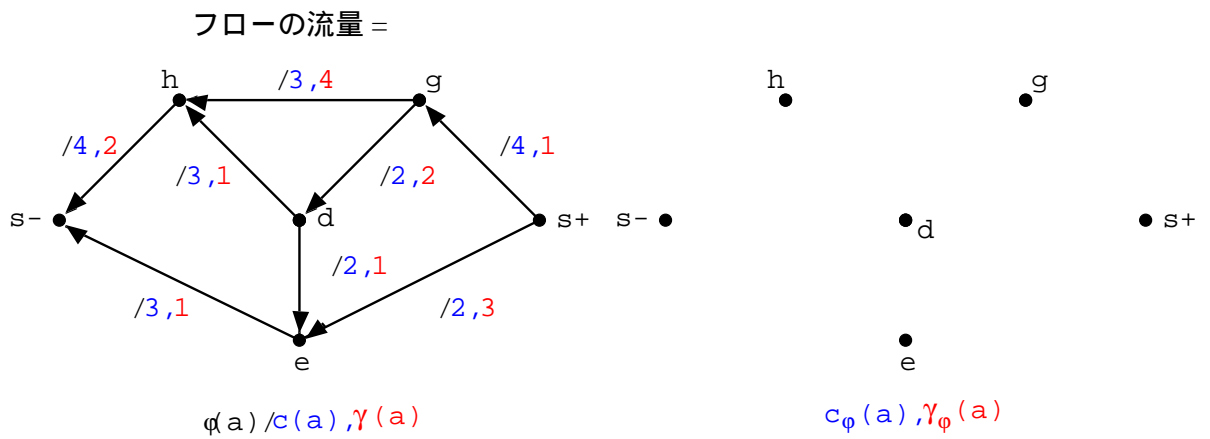 フローの流量 =
h
/3,4
g
/4,2
/3,1
/2,2
/4,1
s-
d
s+
/2,1
/3,1
/2,3
e
φ(a)/c(a),γ(a)
h
g
s-
d
s+
e
cφ(a),γφ(a)